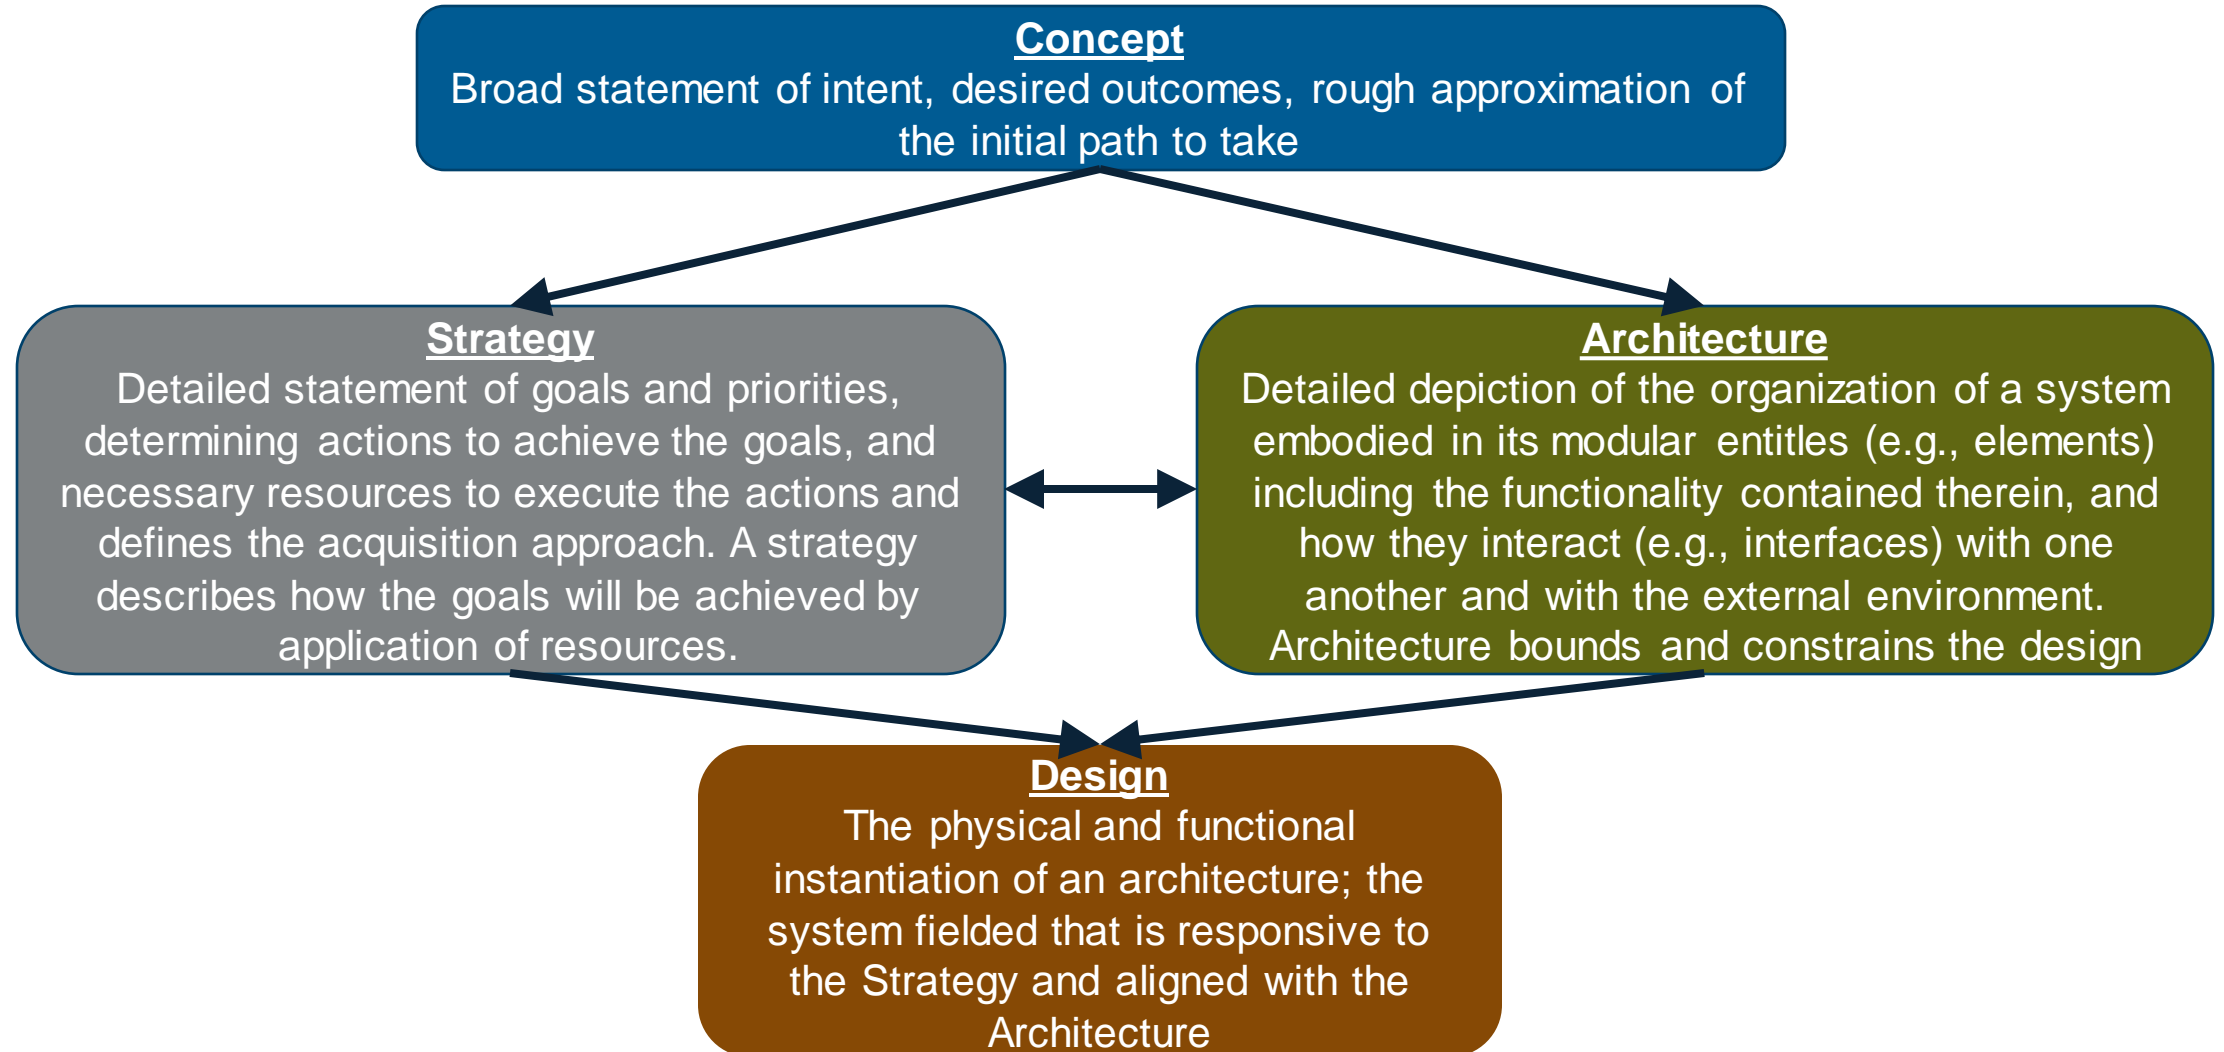 Concept
Broad statement of intent, desired outcomes, rough approximation of
the initial path to take
Strategy
Detailed statement of goals and priorities,
determining actions to achieve the goals, and
necessary resources to execute the actions and
defines the acquisition approach. A strategy
describes how the goals will be achieved by
application of resources.
Architecture
Detailed depiction of the organization of a system
embodied in its modular entitles (e.g., elements)
including the functionality contained therein, and
how they interact (e.g., interfaces) with one
another and with the external environment.
Architecture bounds and constrains the design
Design
The physical and functional
instantiation of an architecture; the
system fielded that is responsive to
the Strategy and aligned with the
Architecture